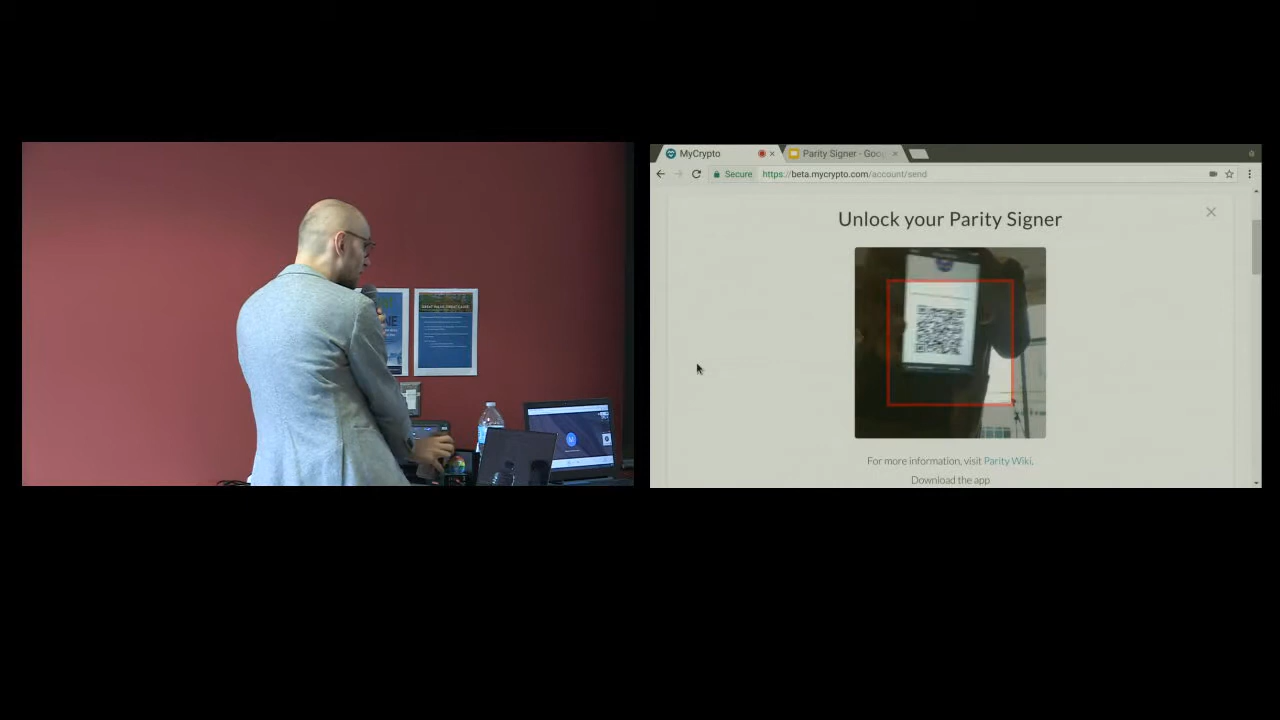 MyCrypto
Parity Signer - Goo
Secure
https://beta.mycrypto.com/account/send
Unlock your Parity Signer
For more information, visit Parity Wiki.
Download the app
M